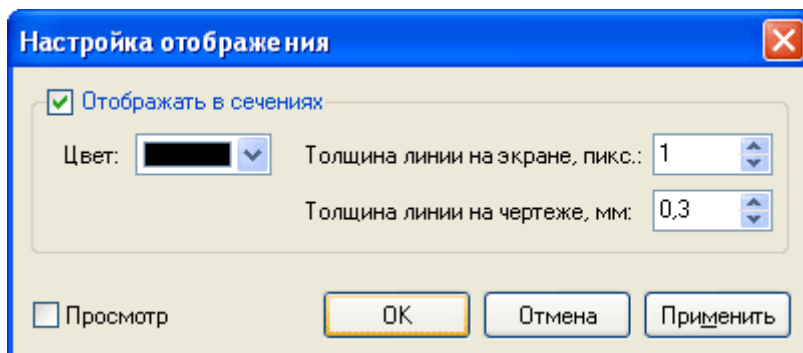 Настройка отображения
Отображать в сечениях
Цвет: Толщина линии на экране, пикс.: 1
Толщина линии на чертеже, мм: 0,3
Просмотр OK Отмена Применить